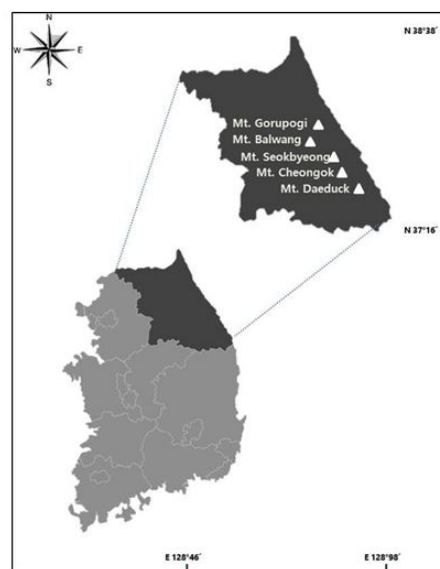 N
W E
S
N 38°38′
Mt. Gorupogi
Mt. Balwang
Mt. Seokbyeong
Mt. Cheongok
Mt. Daeduck
N 37°16′
E 128°46′
E 128°98′